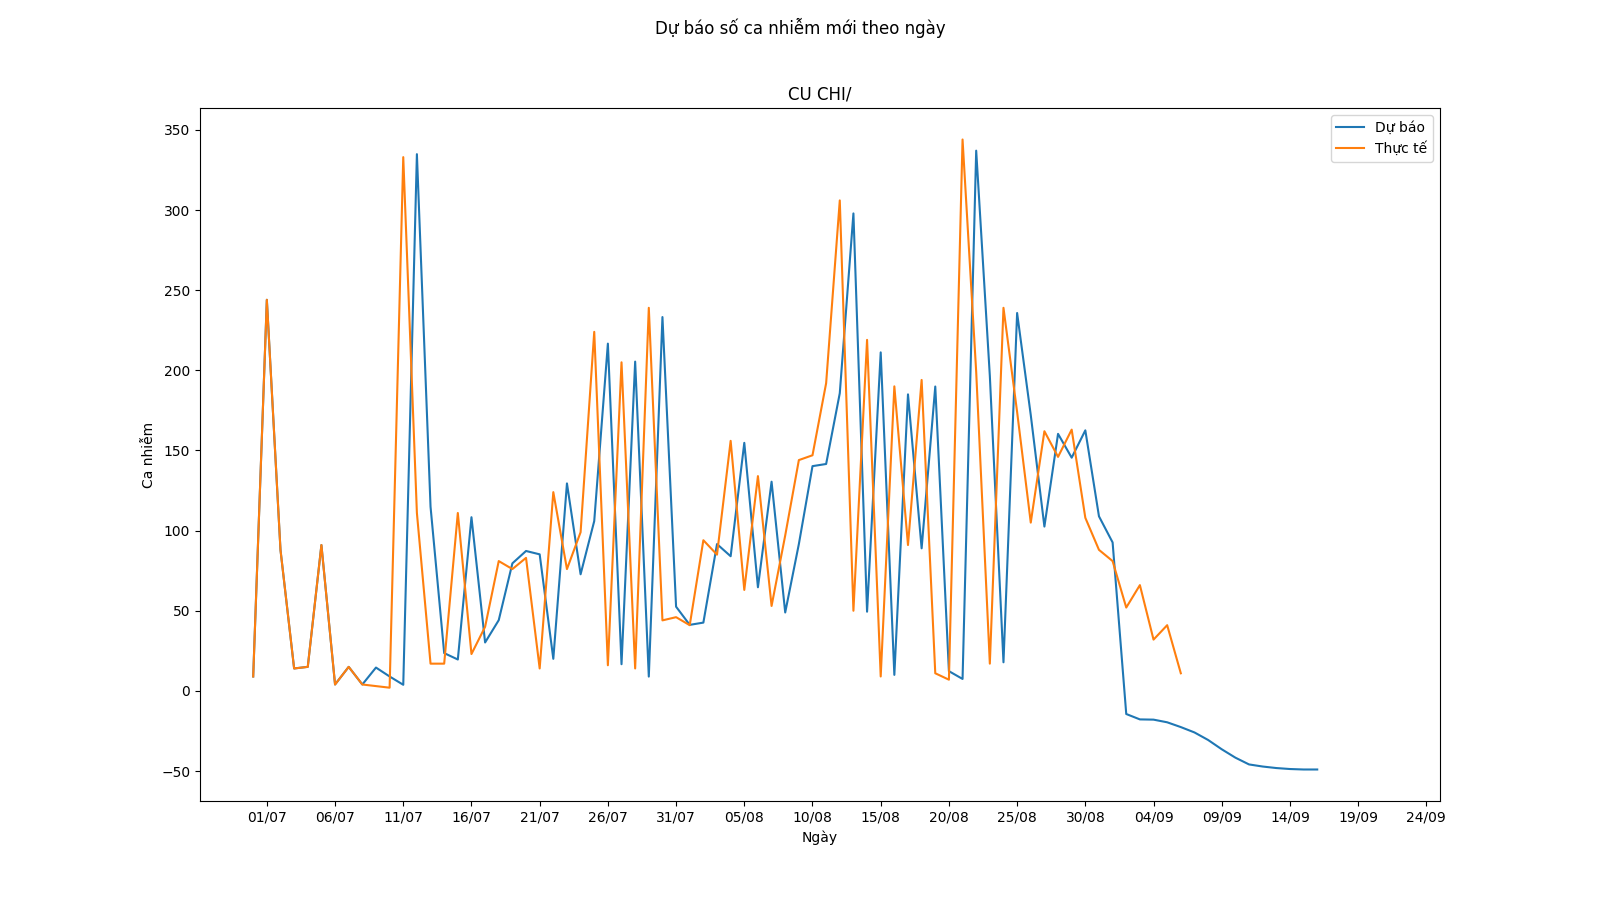 Dự báo số ca nhiễm mới theo ngày
CU CHI/
Dự báo
Thực tế
350
300
250
200
150
100
50
0
−50
Ca nhiễm
01/07 06/07 11/07 16/07 21/07 26/07 31/07 05/08 10/08 15/08 20/08 25/08 30/08 04/09 09/09 14/09 19/09 24/09
Ngày